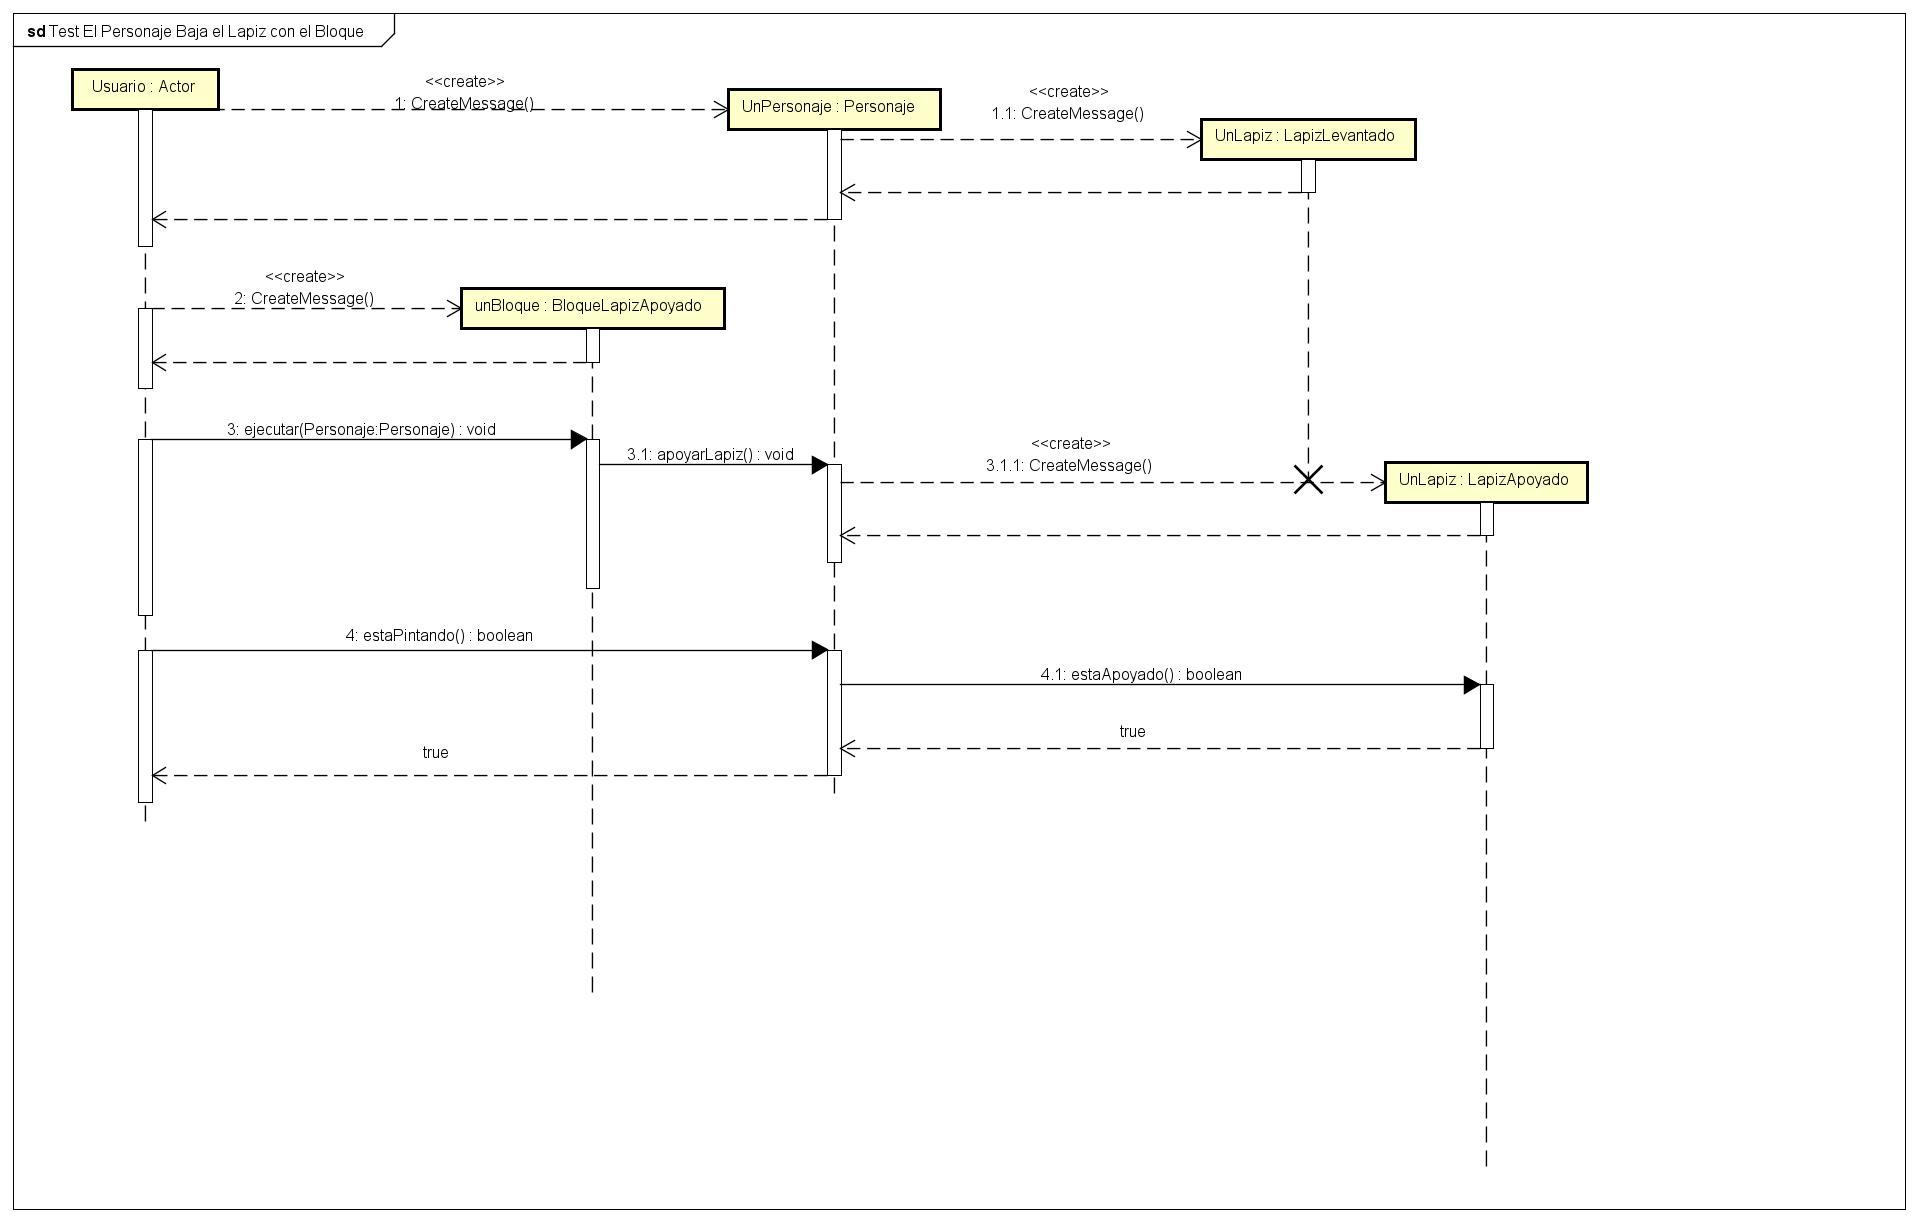 sd Test El Personaje Baja el Lapiz con el Bloque
Usuario : Actor
<<create>>
1: CreateMessage()
UnPersonaje : Personaje
<<create>>
1.1: CreateMessage()
UnLapiz : LapizLevantado
<<create>>
2: CreateMessage()
unBloque : BloqueLapizApoyado
3: ejecutar(Personaje:Personaje) : void
3.1: apoyarLapiz() : void
<<create>>
3.1.1: CreateMessage()
UnLapiz : LapizApoyado
4: estaPintando() : boolean
4.1: estaApoyado() : boolean
true
true